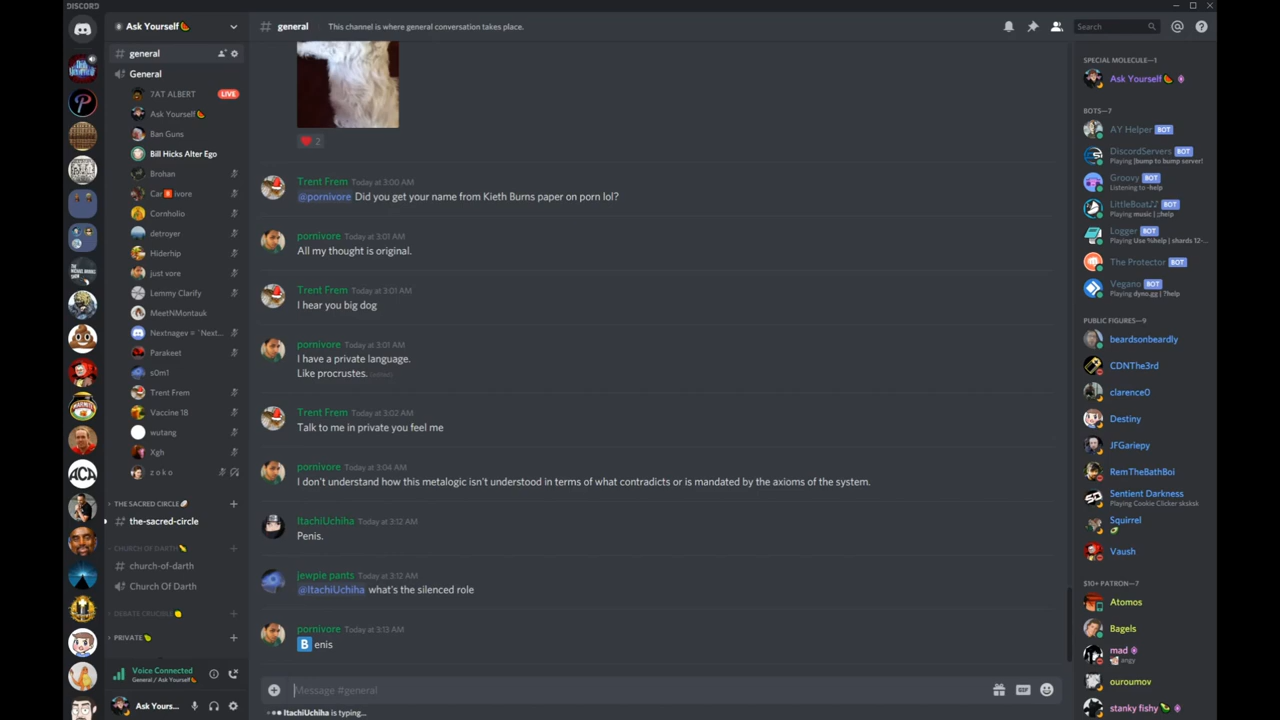 DISCORD
Ask Yourself🍉
# general
This channel is where general conversation takes place.
Search
general
General
7AT ALBERT LIVE
Ask Yourself🍉
Ban Guns
Bill Hicks Alter Ego
Brohan
Car🅱ivore
Cornholio
detroyer
Hiderhip
just vore
Lemmy Clarify
MeetNMontauk
Nextnagev = `Next...
Parakeet
s0m1
Trent Frem
Vaccine 18
wutang
Xgh
z o k o
THE SACRED CIRCLE
the-sacred-circle
CHURCH OF DARTH
church-of-darth
Church Of Darth
DEBATE CRUCIBLE
PRIVATE
Voice Connected
General / Ask Yourself🍉
Ask Yours...
ACA
❤ 2
Trent Frem Today at 3:00 AM
@pornivore Did you get your name from Kieth Burns paper on porn lol?
pornivore Today at 3:01 AM
All my thought is original.
Trent Frem Today at 3:01 AM
I hear you big dog
pornivore Today at 3:01 AM
I have a private language.
Like procrustes. (edited)
Trent Frem Today at 3:02 AM
Talk to me in private you feel me
pornivore Today at 3:04 AM
I don't understand how this metalogic isn't understood in terms of what contradicts or is mandated by the axioms of the system.
ItachiUchiha Today at 3:12 AM
Penis.
jewpie pants Today at 3:12 AM
@ItachiUchiha what's the silenced role
pornivore Today at 3:13 AM
B enis
Message #general
GIF
ItachiUchiha is typing...
SPECIAL MOLECULE—1
Ask Yourself🍉
BOTS—7
AY Helper BOT
DiscordServers BOT
Playing !bump to bump server!
Groovy BOT
Listening to -help
LittleBoat♪♪ BOT
Playing music | ;;help
Logger BOT
Playing Use %help | shards 12-...
The Protector BOT
Vegano BOT
Playing dyno.gg | ?help
PUBLIC FIGURES—9
beardsonbeardly
CDNThe3rd
clarence0
Destiny
JFGariepy
RemTheBathBoi
Sentient Darkness
Playing Cookie Clicker sksksk
Squirrel
Vaush
$10+ PATRON—7
Atomos
Bagels
mad
angy
ouroumov
stanky fishy